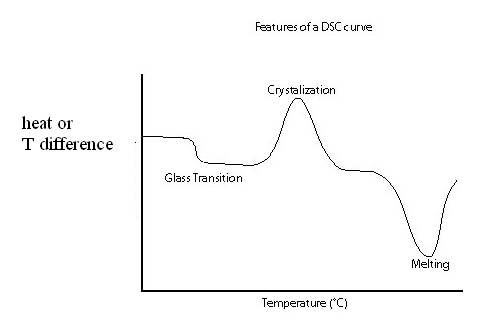 Features of a DSC curve
Crystalization
heat or
T difference
Glass Transition
Melting
Temperature (°C)